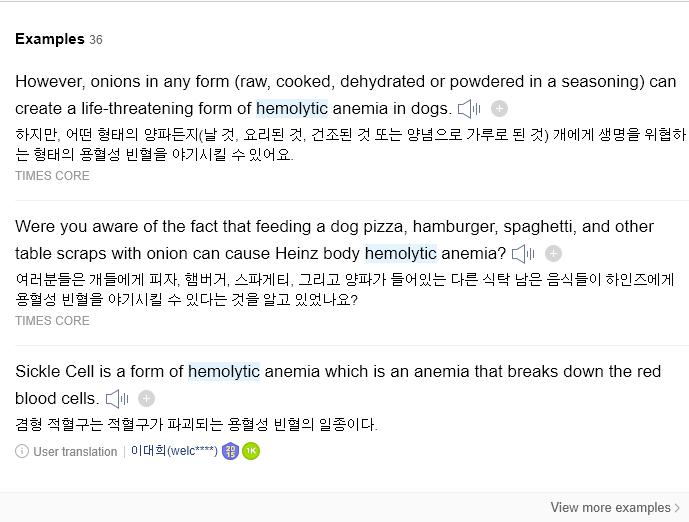 Examples 36
However, onions in any form (raw, cooked, dehydrated or powdered in a seasoning) can
create a life-threatening form of hemolytic anemia in dogs.
하지만, 어떤 형태의 양파든지(날 것, 요리된 것, 건조된 것 또는 양념으로 가루로 된 것) 개에게 생명을 위협하
는 형태의 용혈성 빈혈을 야기시킬 수 있어요.
TIMES CORE
Were you aware of the fact that feeding a dog pizza, hamburger, spaghetti, and other
table scraps with onion can cause Heinz body hemolytic anemia?
여러분들은 개들에게 피자, 햄버거, 스파게티, 그리고 양파가 들어있는 다른 식탁 남은 음식들이 하인즈에게
용혈성 빈혈을 야기시킬 수 있다는 것을 알고 있었나요?
TIMES CORE
Sickle Cell is a form of hemolytic anemia which is an anemia that breaks down the red
blood cells.
겸형 적혈구는 적혈구가 파괴되는 용혈성 빈혈의 일종이다.
User translation 이대희(welc****) 20 15 1K
View more examples >